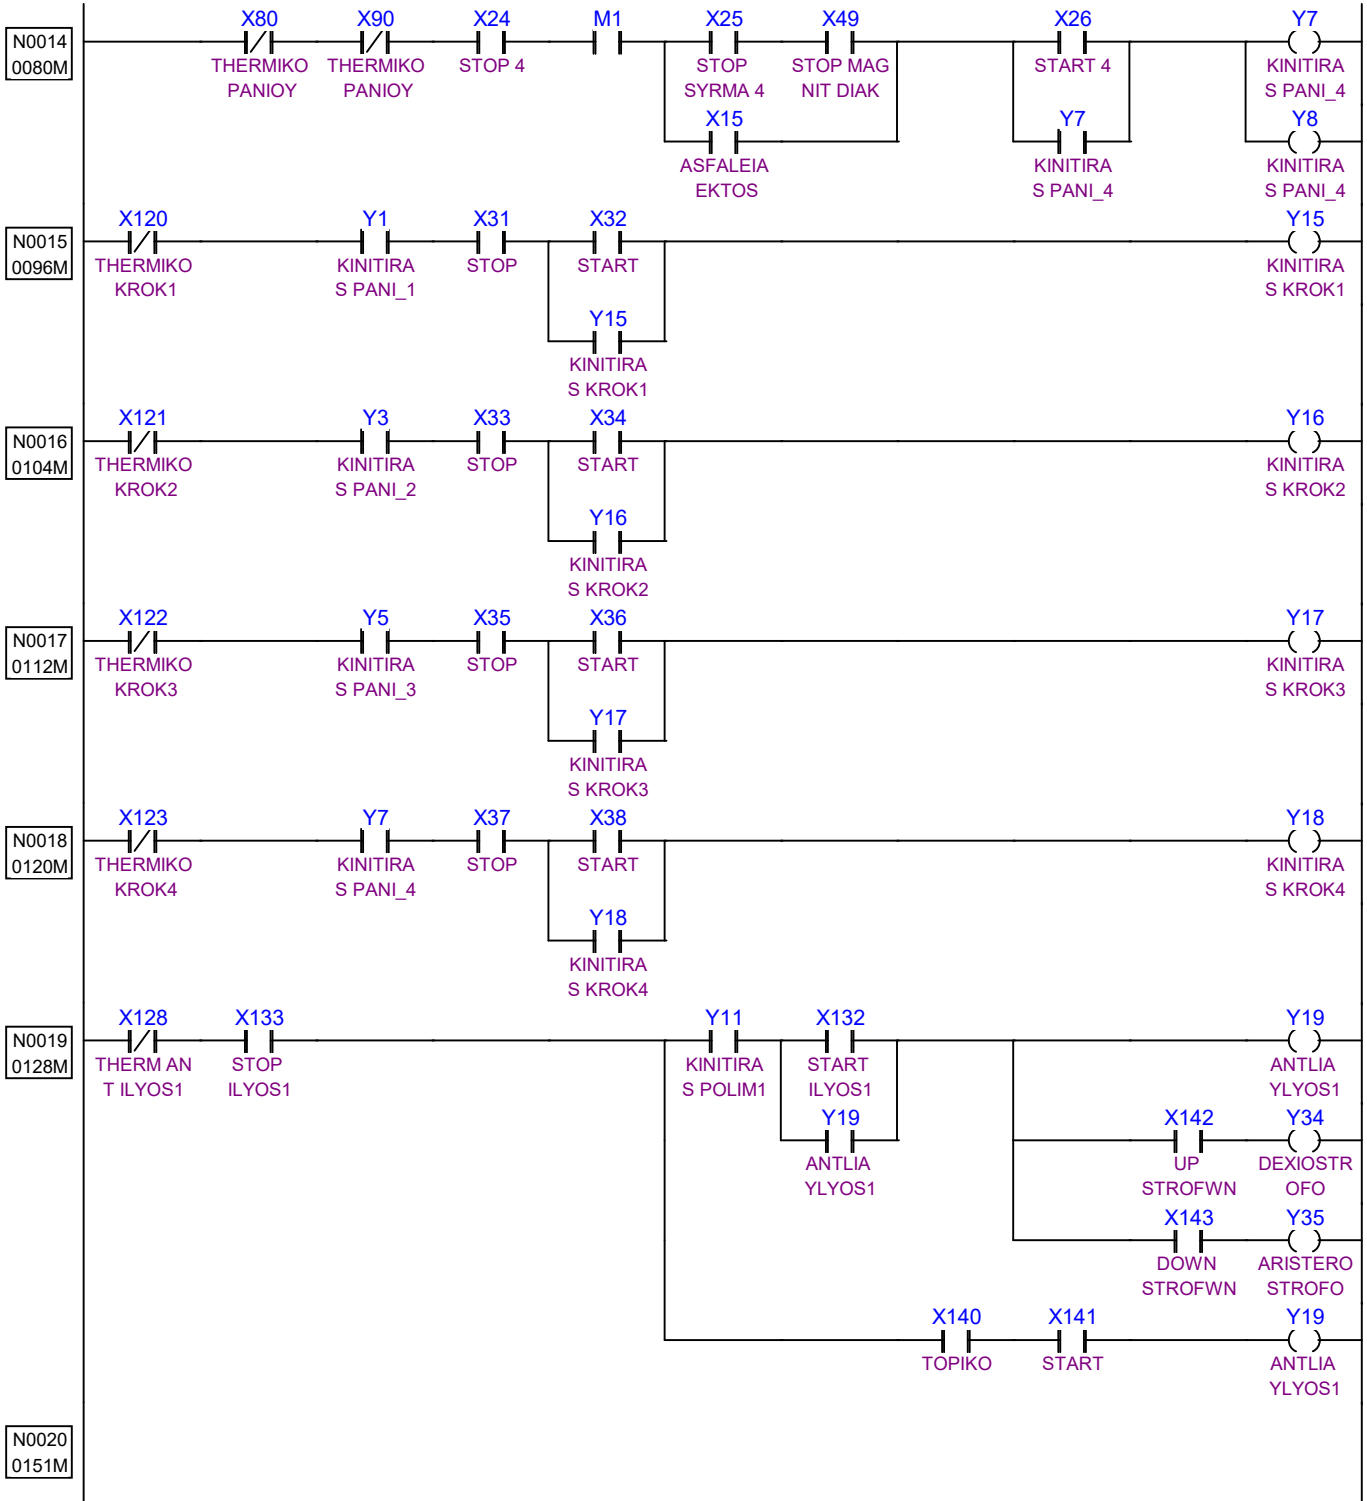 X80 X90 X24 M1 X25 X49 X26 Y7
N0014
0080M
THERMIKO THERMIKO STOP 4 STOP STOP MAG START 4 KINITIRA
PANIOY PANIOY SYRMA 4 NIT DIAK S PANI_4
X15 Y7 Y8
ASFALEIA KINITIRA KINITIRA
EKTOS S PANI_4 S PANI_4
X120 Y1 X31 X32 Y15
N0015
0096M
THERMIKO KINITIRA STOP START KINITIRA
KROK1 S PANI_1 S KROK1
Y15
KINITIRA
S KROK1
X121 Y3 X33 X34 Y16
N0016
0104M
THERMIKO KINITIRA STOP START KINITIRA
KROK2 S PANI_2 S KROK2
Y16
KINITIRA
S KROK2
X122 Y5 X35 X36 Y17
N0017
0112M
THERMIKO KINITIRA STOP START KINITIRA
KROK3 S PANI_3 S KROK3
Y17
KINITIRA
S KROK3
X123 Y7 X37 X38 Y18
N0018
0120M
THERMIKO KINITIRA STOP START KINITIRA
KROK4 S PANI_4 S KROK4
Y18
KINITIRA
S KROK4
X128 X133 Y11 X132 Y19
N0019
0128M
THERM AN STOP KINITIRA START ANTLIA
T ILYOS1 ILYOS1 S POLIM1 ILYOS1 YLYOS1
Y19 X142 Y34
ANTLIA UP DEXIOSTR
YLYOS1 STROFWN OFO
X143 Y35
DOWN ARISTERO
STROFWN STROFO
X140 X141 Y19
TOPIKO START ANTLIA
YLYOS1
N0020
0151M